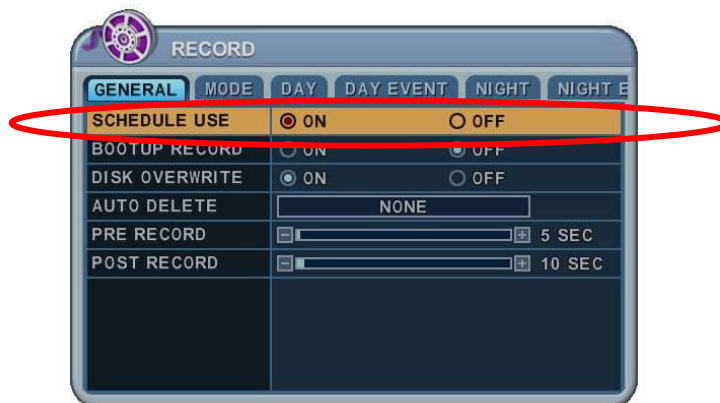 RECORD
GENERAL MODE DAY DAY EVENT NIGHT NIGHT E
SCHEDULE USE ON OFF
BOOTUP RECORD ON OFF
DISK OVERWRITE ON OFF
AUTO DELETE NONE
PRE RECORD 5 SEC
POST RECORD 10 SEC